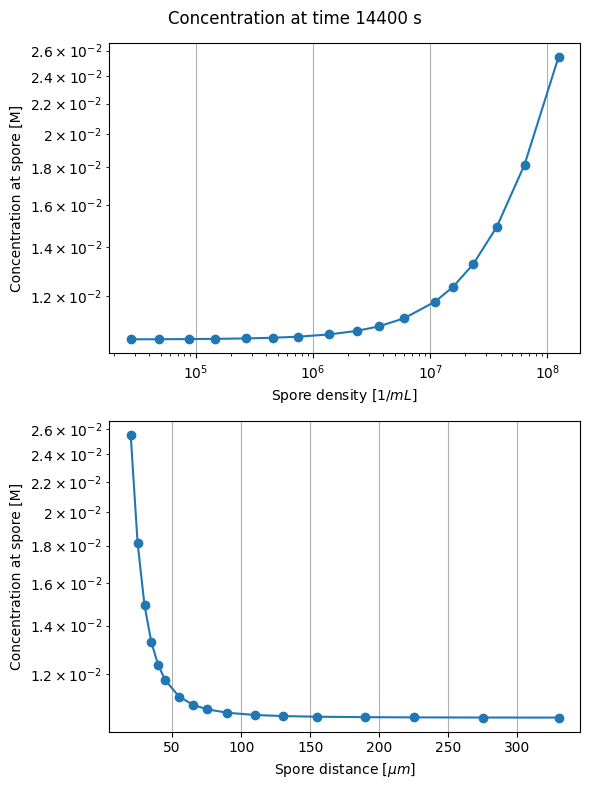 Concentration at time 14400 s
2.6 × 10⁻²
2.4 × 10⁻²
2.2 × 10⁻²
2 × 10⁻²
1.8 × 10⁻²
1.6 × 10⁻²
1.4 × 10⁻²
1.2 × 10⁻²
Concentration at spore [M]
10⁵ 10⁶ 10⁷ 10⁸
Spore density [1/mL]
2.6 × 10⁻²
2.4 × 10⁻²
2.2 × 10⁻²
2 × 10⁻²
1.8 × 10⁻²
1.6 × 10⁻²
1.4 × 10⁻²
1.2 × 10⁻²
Concentration at spore [M]
50 100 150 200 250 300
Spore distance [μm]